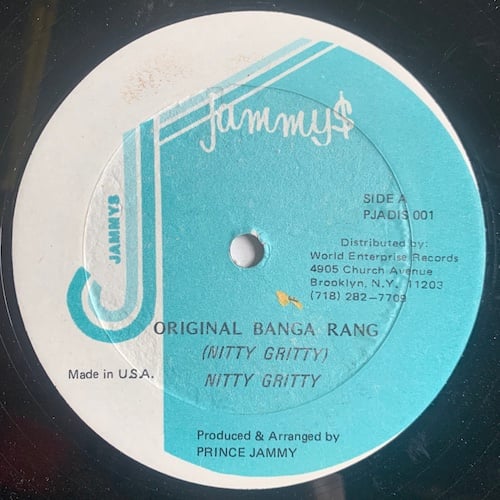 Jammy$
JAMMYS
SIDE A
PJADIS 001
Distributed by:
World Enterprise Records
4905 Church Avenue
Brooklyn, N.Y. 11203
(718) 282-7709
ORIGINAL BANGA RANG
(NITTY GRITTY)
NITTY GRITTY
Made in U.S.A.
Produced & Arranged by
PRINCE JAMMY